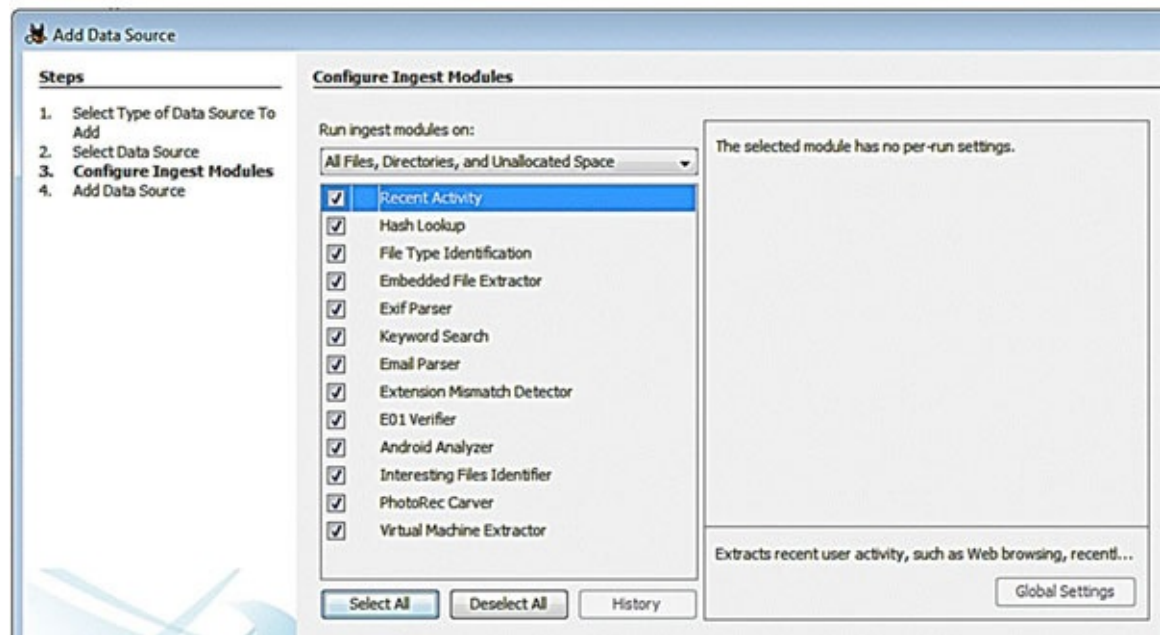 Add Data Source
Steps
1. Select Type of Data Source To
Add
2. Select Data Source
3. Configure Ingest Modules
4. Add Data Source
Configure Ingest Modules
Run ingest modules on:
All Files, Directories, and Unallocated Space
Recent Activity
Hash Lookup
File Type Identification
Embedded File Extractor
Exif Parser
Keyword Search
Email Parser
Extension Mismatch Detector
E01 Verifier
Android Analyzer
Interesting Files Identifier
PhotoRec Carver
Virtual Machine Extractor
Select All
Deselect All
History
The selected module has no per-run settings.
Extracts recent user activity, such as Web browsing, recentl...
Global Settings